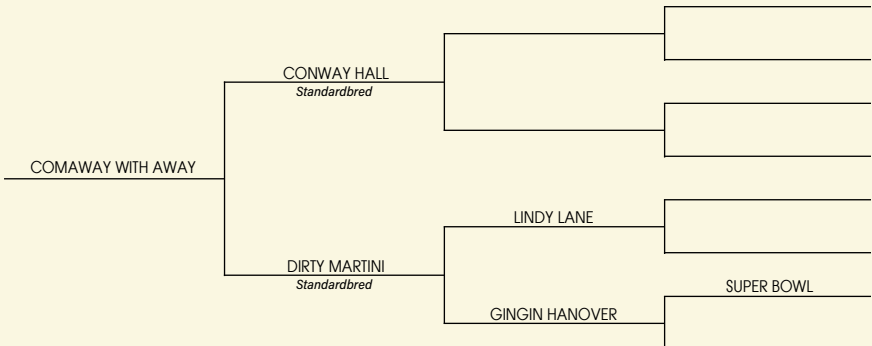 CONWAY HALL
Standardbred
COMAWAY WITH AWAY
LINDY LANE
DIRTY MARTINI
Standardbred
SUPER BOWL
GINGIN HANOVER